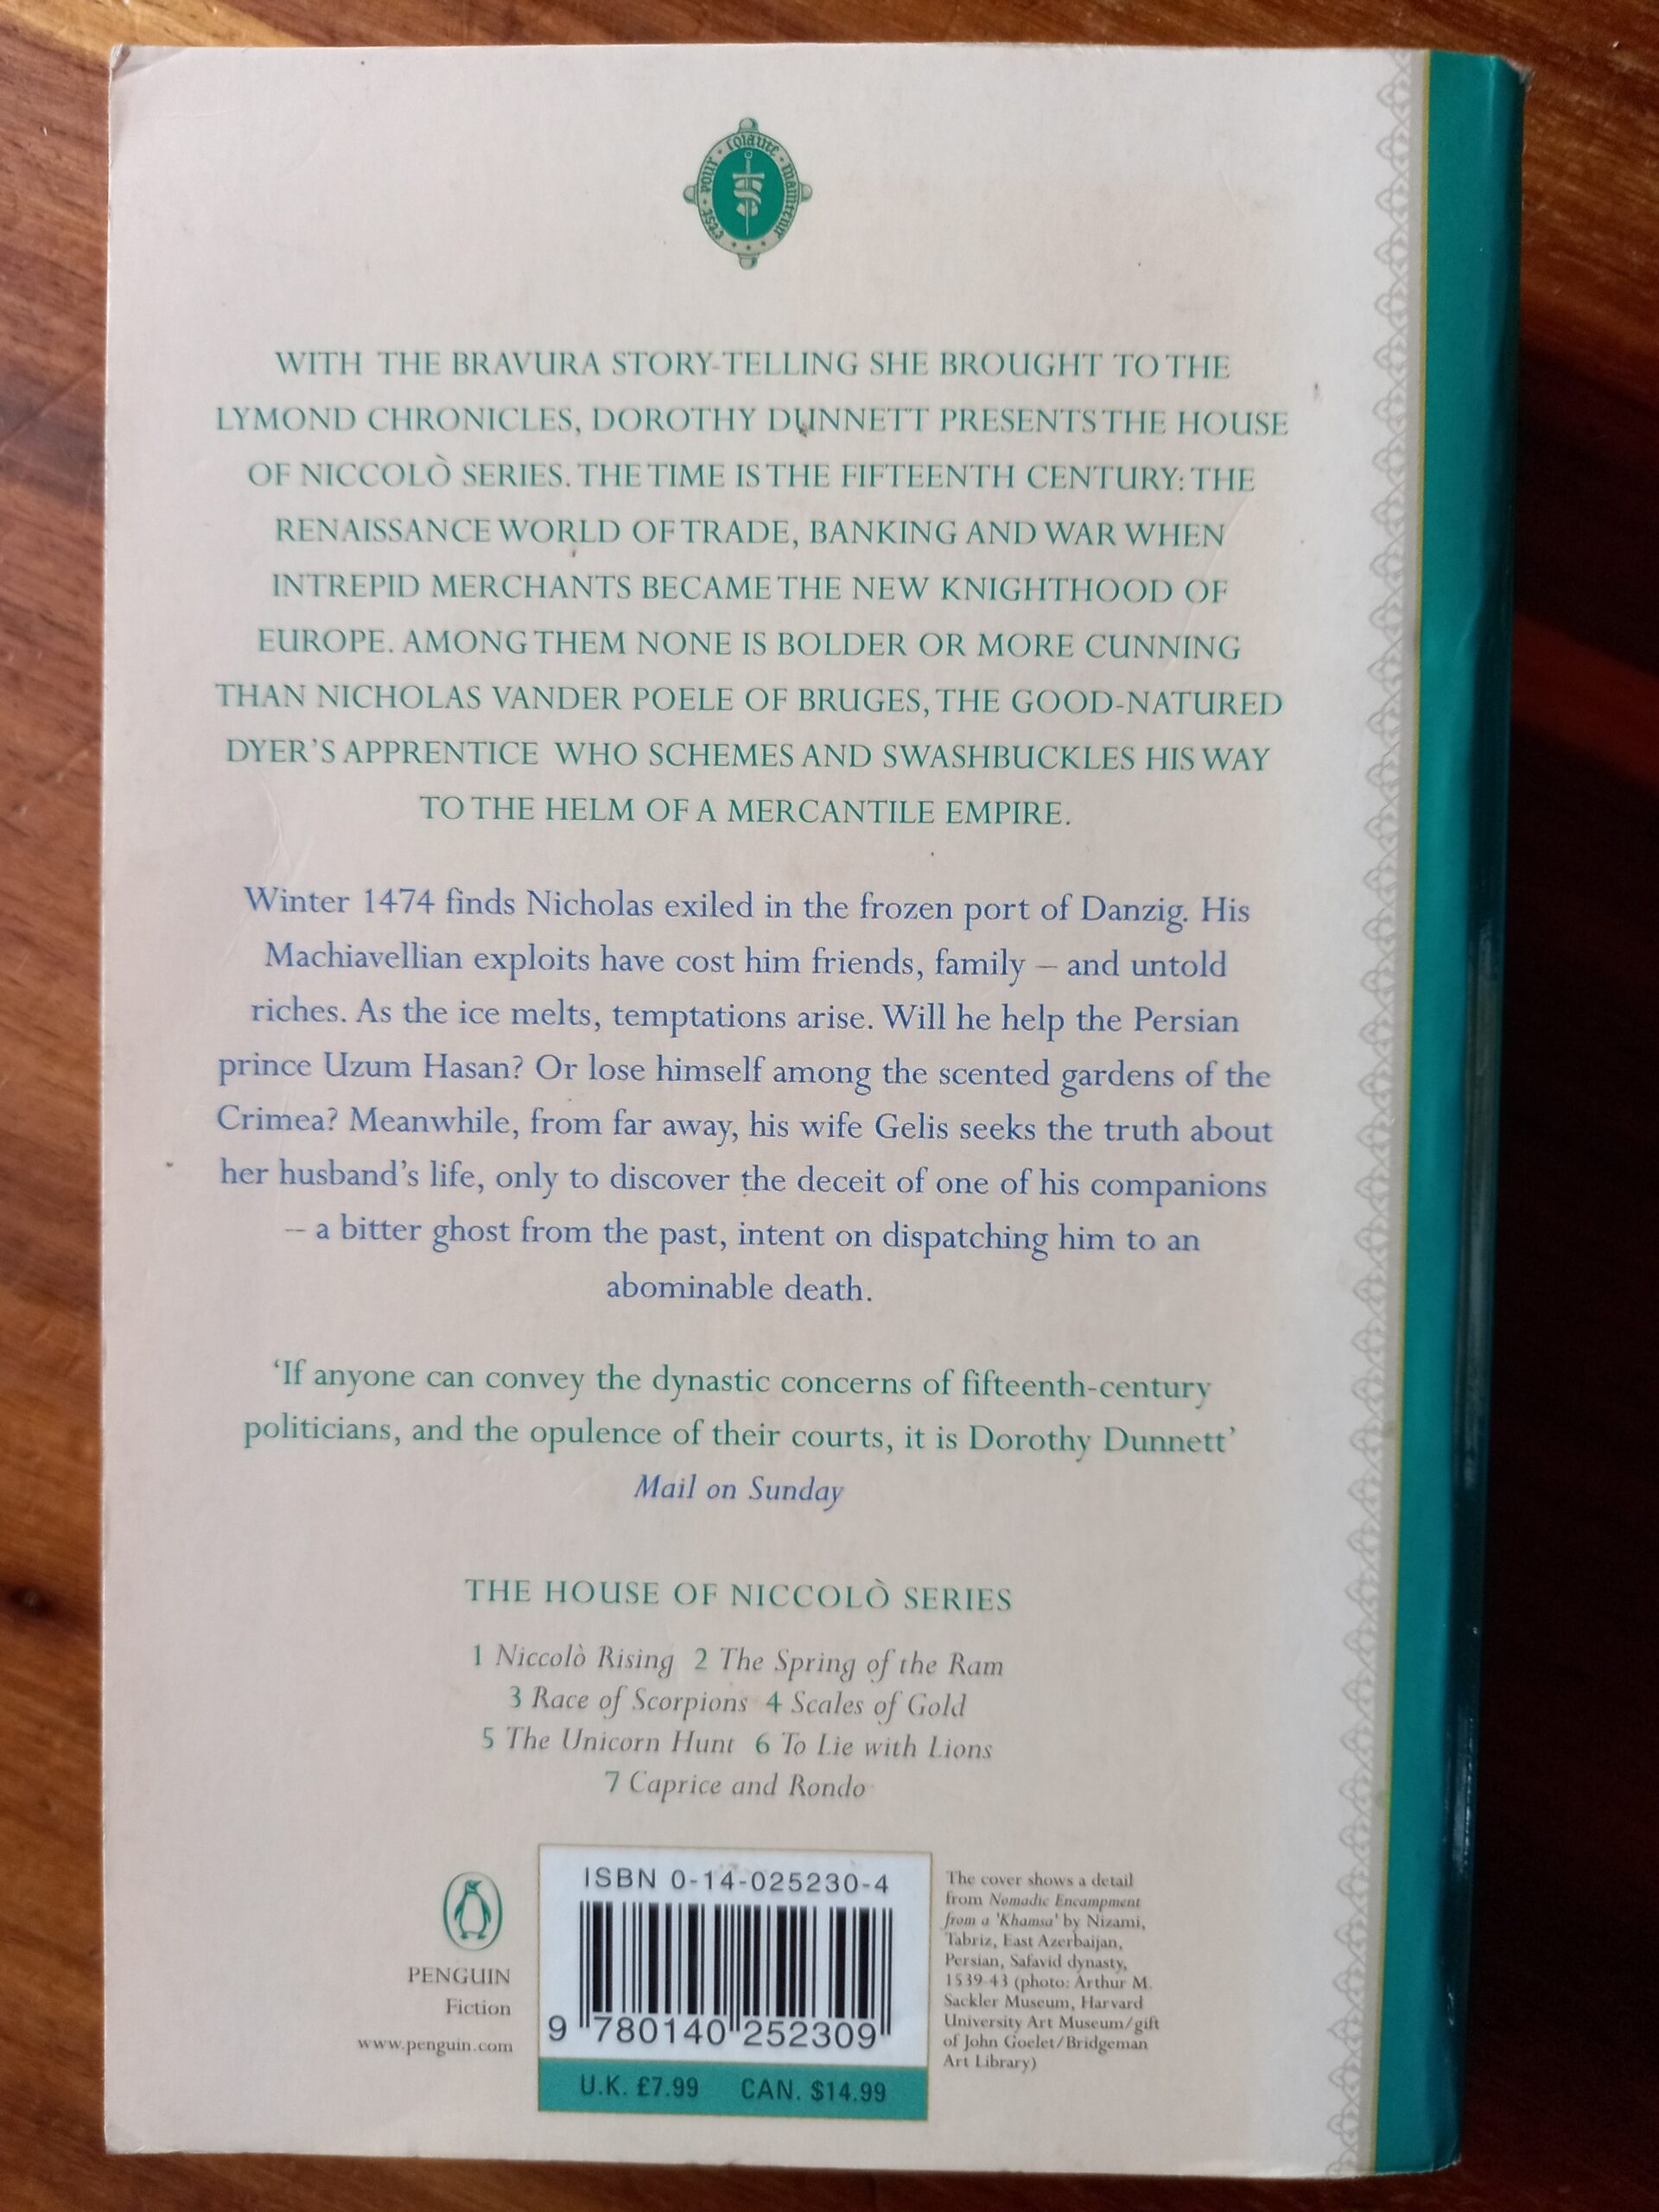 c'est · pour · loiaute · maintenir
WITH THE BRAVURA STORY-TELLING SHE BROUGHT TO THE
LYMOND CHRONICLES, DOROTHY DUNNETT PRESENTS THE HOUSE
OF NICCOLÒ SERIES. THE TIME IS THE FIFTEENTH CENTURY: THE
RENAISSANCE WORLD OF TRADE, BANKING AND WAR WHEN
INTREPID MERCHANTS BECAME THE NEW KNIGHTHOOD OF
EUROPE. AMONG THEM NONE IS BOLDER OR MORE CUNNING
THAN NICHOLAS VANDER POELE OF BRUGES, THE GOOD-NATURED
DYER'S APPRENTICE WHO SCHEMES AND SWASHBUCKLES HIS WAY
TO THE HELM OF A MERCANTILE EMPIRE.
Winter 1474 finds Nicholas exiled in the frozen port of Danzig. His
Machiavellian exploits have cost him friends, family – and untold
riches. As the ice melts, temptations arise. Will he help the Persian
prince Uzum Hasan? Or lose himself among the scented gardens of the
Crimea? Meanwhile, from far away, his wife Gelis seeks the truth about
her husband's life, only to discover the deceit of one of his companions
– a bitter ghost from the past, intent on dispatching him to an
abominable death.
'If anyone can convey the dynastic concerns of fifteenth-century
politicians, and the opulence of their courts, it is Dorothy Dunnett'
Mail on Sunday
THE HOUSE OF NICCOLÒ SERIES
1 Niccolò Rising 2 The Spring of the Ram
3 Race of Scorpions 4 Scales of Gold
5 The Unicorn Hunt 6 To Lie with Lions
7 Caprice and Rondo
PENGUIN
Fiction
www.penguin.com
ISBN 0-14-025230-4
9 780140 252309
U.K. £7.99 CAN. $14.99
The cover shows a detail
from Nomadic Encampment
from a 'Khamsa' by Nizami,
Tabriz, East Azerbaijan,
Persian, Safavid dynasty,
1539-43 (photo: Arthur M.
Sackler Museum, Harvard
University Art Museum/gift
of John Goelet/Bridgeman
Art Library)